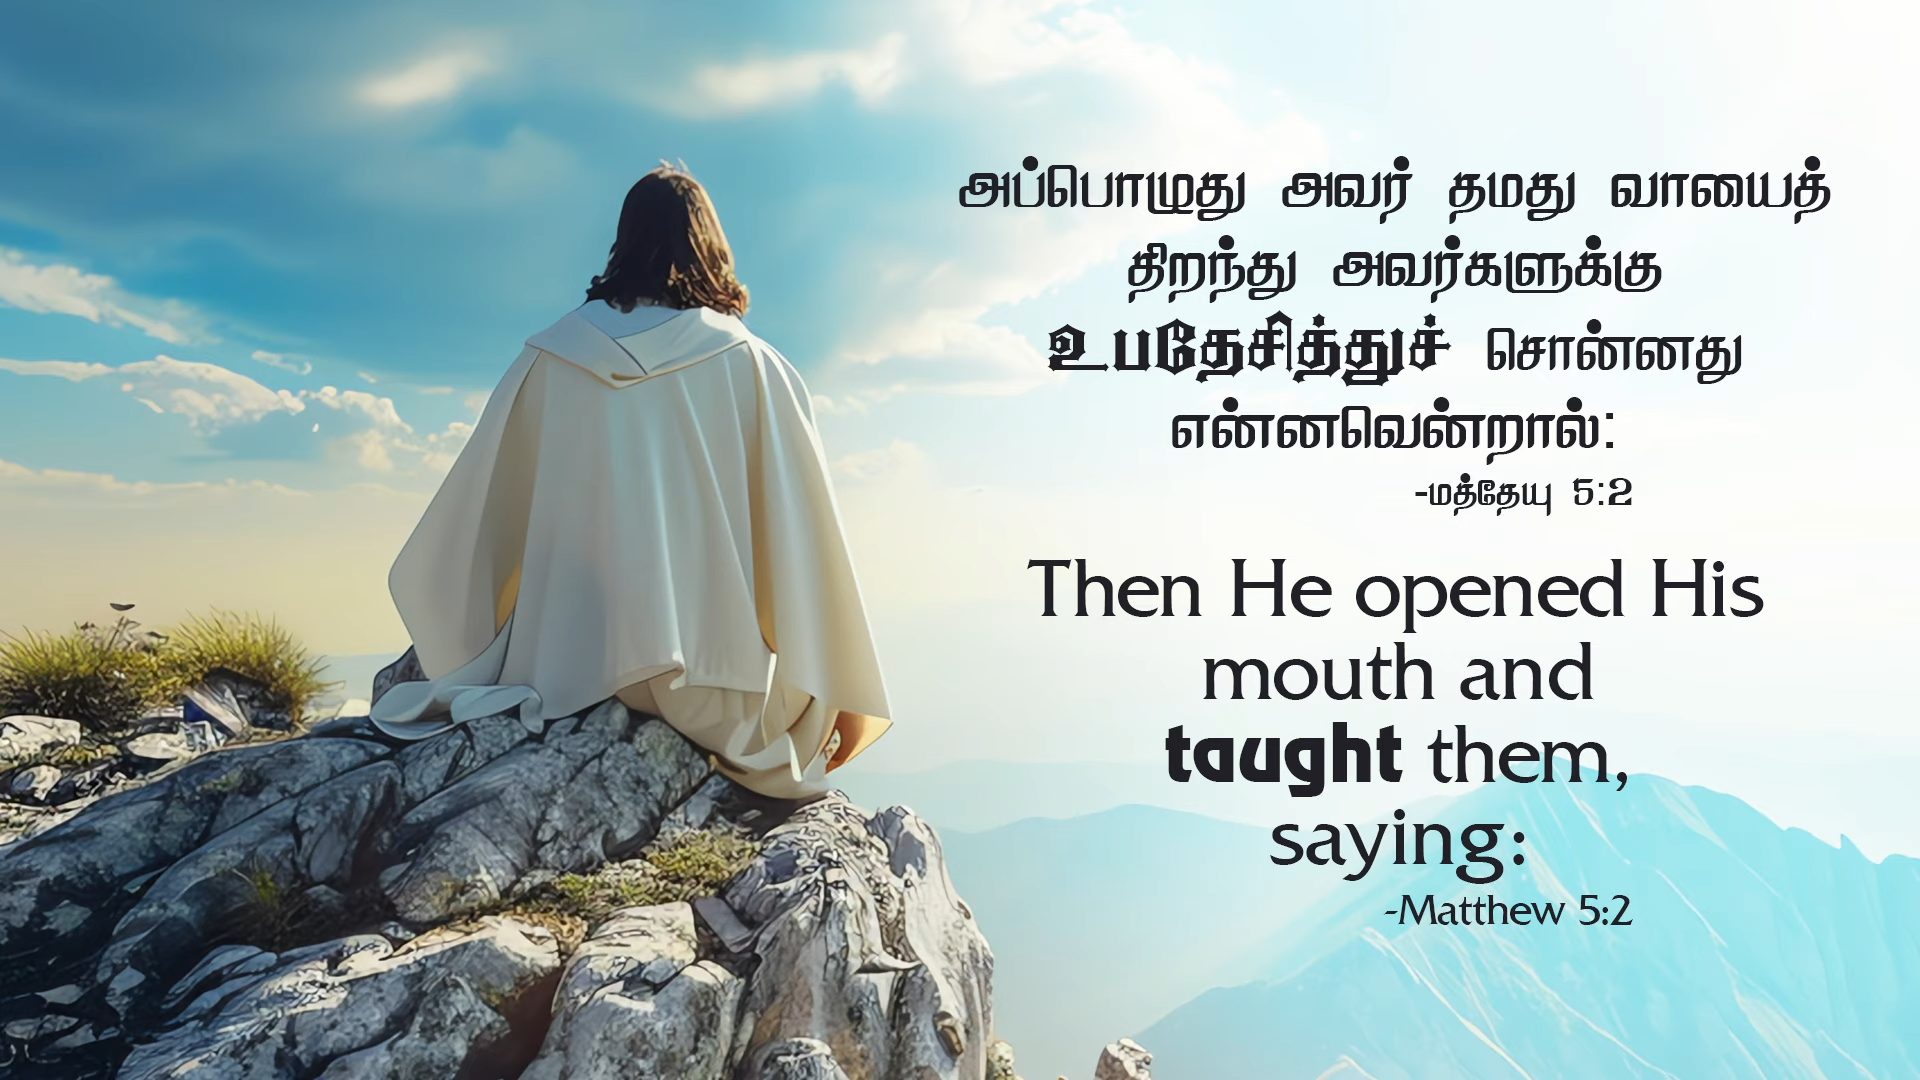 அப்பொழுது அவர் தமது வாயைத்
திறந்து அவர்களுக்கு
உபதேசித்துச் சொன்னது
என்னவென்றால்:
-மத்தேயு 5:2
Then He opened His
mouth and
taught them,
saying:
-Matthew 5:2